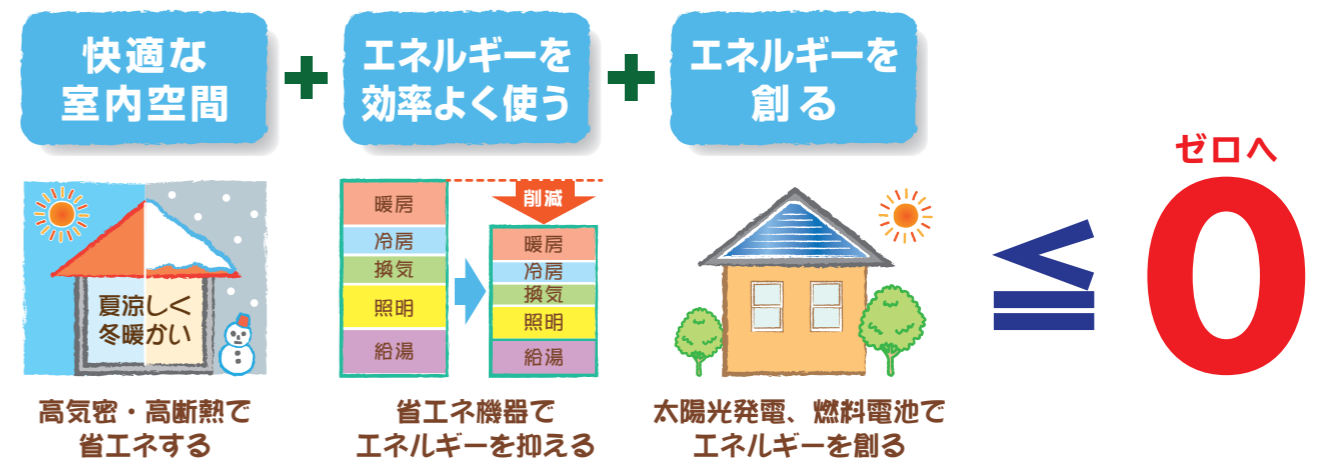 快適な
室内空間
+
エネルギーを
効率よく使う
+
エネルギーを
創る
夏涼しく
冬暖かい
高気密・高断熱で
省エネする
暖房
冷房
換気
照明
給湯
削減
暖房
冷房
換気
照明
給湯
省エネ機器で
エネルギーを抑える
太陽光発電、燃料電池で
エネルギーを創る
≦
ゼロへ
0